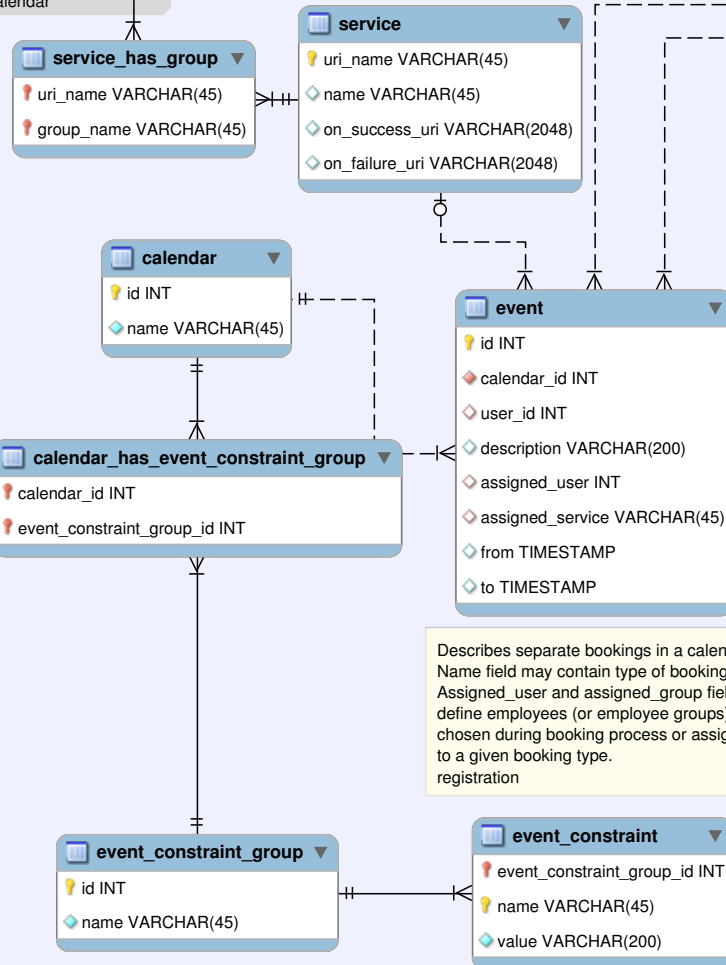 alendar
service_has_group
uri_name VARCHAR(45)
group_name VARCHAR(45)
service
uri_name VARCHAR(45)
name VARCHAR(45)
on_success_uri VARCHAR(2048)
on_failure_uri VARCHAR(2048)
calendar
id INT
name VARCHAR(45)
event
id INT
calendar_id INT
user_id INT
description VARCHAR(200)
assigned_user INT
assigned_service VARCHAR(45)
from TIMESTAMP
to TIMESTAMP
calendar_has_event_constraint_group
calendar_id INT
event_constraint_group_id INT
Describes separate bookings in a calen
Name field may contain type of booking
Assigned_user and assigned_group fiel
define employees (or employee groups)
chosen during booking process or assig
to a given booking type.
registration
event_constraint_group
id INT
name VARCHAR(45)
event_constraint
event_constraint_group_id INT
name VARCHAR(45)
value VARCHAR(200)